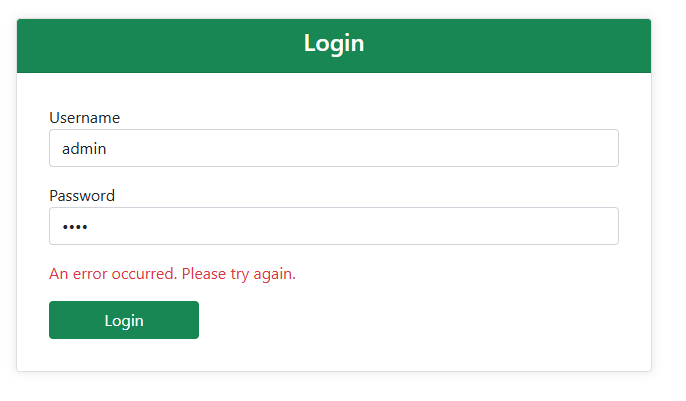 Login
Username
admin
Password
••••
An error occurred. Please try again.
Login